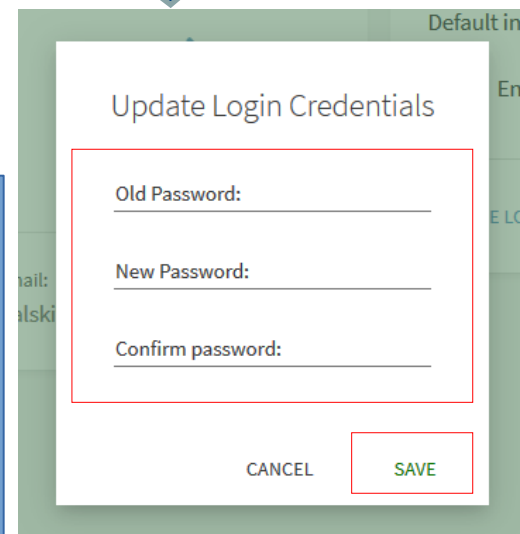 Default in
En
Update Login Credentials
Old Password:
E LO
New Password:
nail:
alski
Confirm password:
CANCEL SAVE